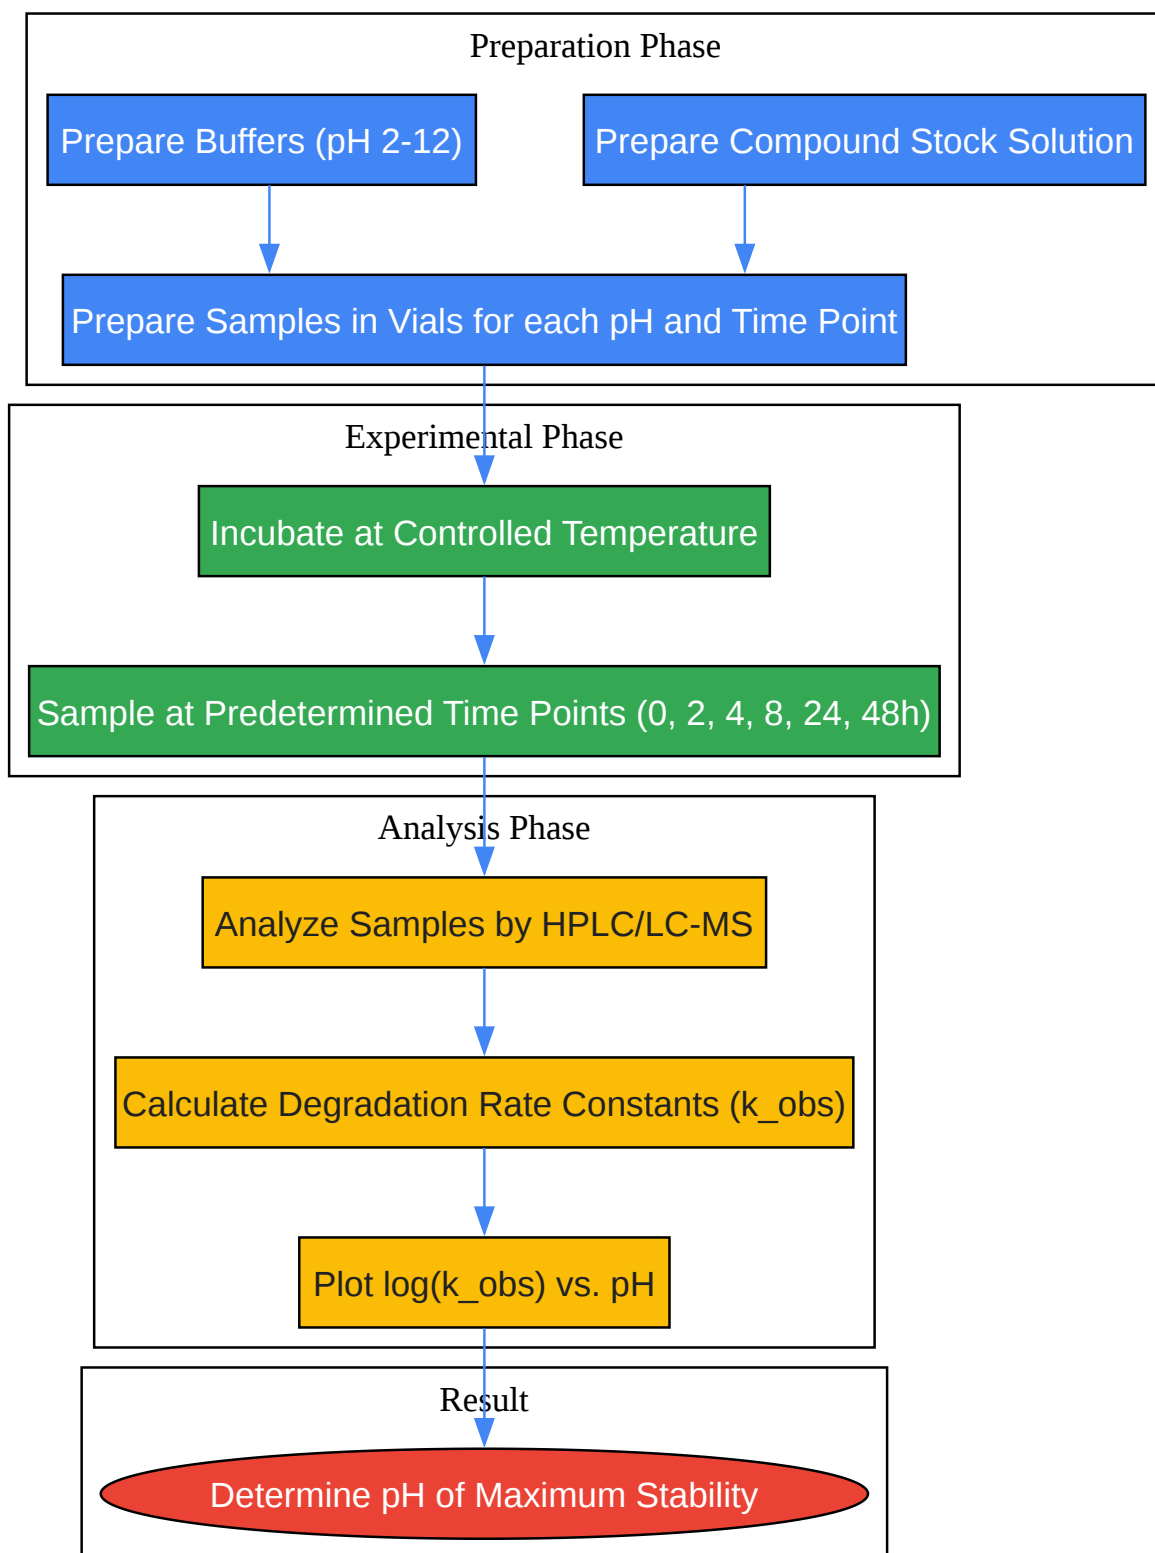 Preparation Phase
Prepare Buffers (pH 2-12)
Prepare Compound Stock Solution
Prepare Samples in Vials for each pH and Time Point
Experimental Phase
Incubate at Controlled Temperature
Sample at Predetermined Time Points (0, 2, 4, 8, 24, 48h)
Analysis Phase
Analyze Samples by HPLC/LC-MS
Calculate Degradation Rate Constants (k_obs)
Plot log(k_obs) vs. pH
Result
Determine pH of Maximum Stability